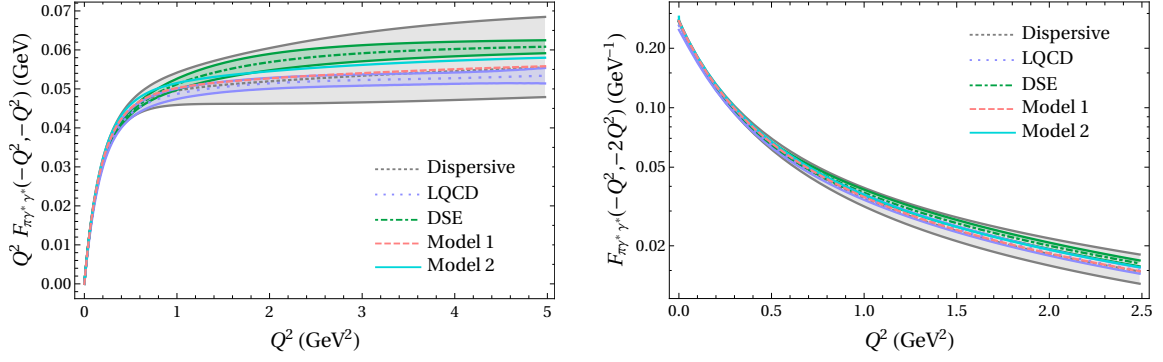 Q² F_{πγ*γ*}(-Q²,-Q²) (GeV)
0.07
0.06
0.05
0.04
0.03
0.02
0.01
0.00
Dispersive
LQCD
DSE
Model 1
Model 2
0 1 2 3 4 5
Q² (GeV²)
F_{πγ*γ*}(-Q²,-2Q²) (GeV⁻¹)
0.20
0.10
0.05
0.02
Dispersive
LQCD
DSE
Model 1
Model 2
0.0 0.5 1.0 1.5 2.0 2.5
Q² (GeV²)